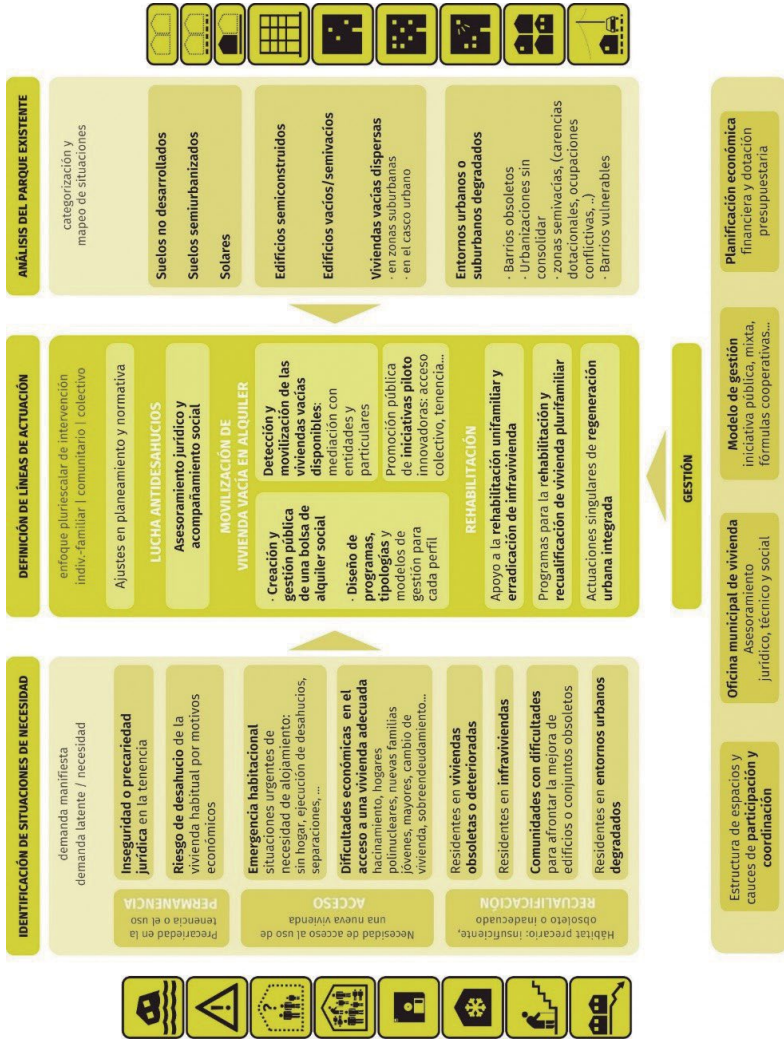 IDENTIFICACIÓN DE SITUACIONES DE NECESIDAD
demanda manifiesta
demanda latente / necesidad
PERMANENCIA
Precariedad en la
tenencia o el uso
Inseguridad o precariedad
jurídica en la tenencia
Riesgo de desahucio de la
vivienda habitual por motivos
económicos
ACCESO
Necesidad de acceso al uso de
una nueva vivienda
Emergencia habitacional
situaciones urgentes de
necesidad de alojamiento:
sin hogar, ejecución de desahucios,
separaciones, ...
Dificultades económicas en el
acceso a una vivienda adecuada
hacinamiento, hogares
polinucleares, nuevas familias
jóvenes, mayores, cambio de
vivienda, sobreendeudamiento...
RECUALIFICACIÓN
Hábitat precario: insuficiente,
obsoleto o inadecuado
Residentes en viviendas
obsoletas o deterioradas
Residentes en infraviviendas
Comunidades con dificultades
para afrontar la mejora de
edificios o conjuntos obsoletos
Residentes en entornos urbanos
degradados
DEFINICIÓN DE LÍNEAS DE ACTUACIÓN
enfoque pluriescalar de intervención
indiv.-familiar | comunitario | colectivo
Ajustes en planeamiento y normativa
LUCHA ANTIDESAHUCIOS
Asesoramiento jurídico y
acompañamiento social
MOVILIZACIÓN DE
VIVIENDA VACÍA EN ALQUILER
· Creación y
gestión pública
de una bolsa de
alquiler social
· Diseño de
programas,
tipologías y
modelos de
gestión para
cada perfil
Detección y
movilización de las
viviendas vacías
disponibles:
mediación con
entidades y
particulares
Promoción pública
de iniciativas piloto
innovadoras: acceso
colectivo, tenencia...
REHABILITACIÓN
Apoyo a la rehabilitación unifamiliar y
erradicación de infravivienda
Programas para la rehabilitación y
recualificación de vivienda plurifamiliar
Actuaciones singulares de regeneración
urbana integrada
ANÁLISIS DEL PARQUE EXISTENTE
categorización y
mapeo de situaciones
Suelos no desarrollados
Suelos semiurbanizados
Solares
Edificios semiconstruidos
Edificios vacíos/semivacios
Viviendas vacías dispersas
· en zonas suburbanas
· en el casco urbano
Entornos urbanos o
suburbanos degradados
· Barrios obsoletos
· Urbanizaciones sin
consolidar
· zonas semivacías, (carencias
dotacionales, ocupaciones
conflictivas, ..)
· Barrios vulnerables
GESTIÓN
Estructura de espacios y
cauces de participación y
coordinación
Oficina municipal de vivienda
Asesoramiento
jurídico, técnico y social
Modelo de gestión
iniciativa pública, mixta,
fórmulas cooperativas...
Planificación económica
financiera y dotación
presupuestaria